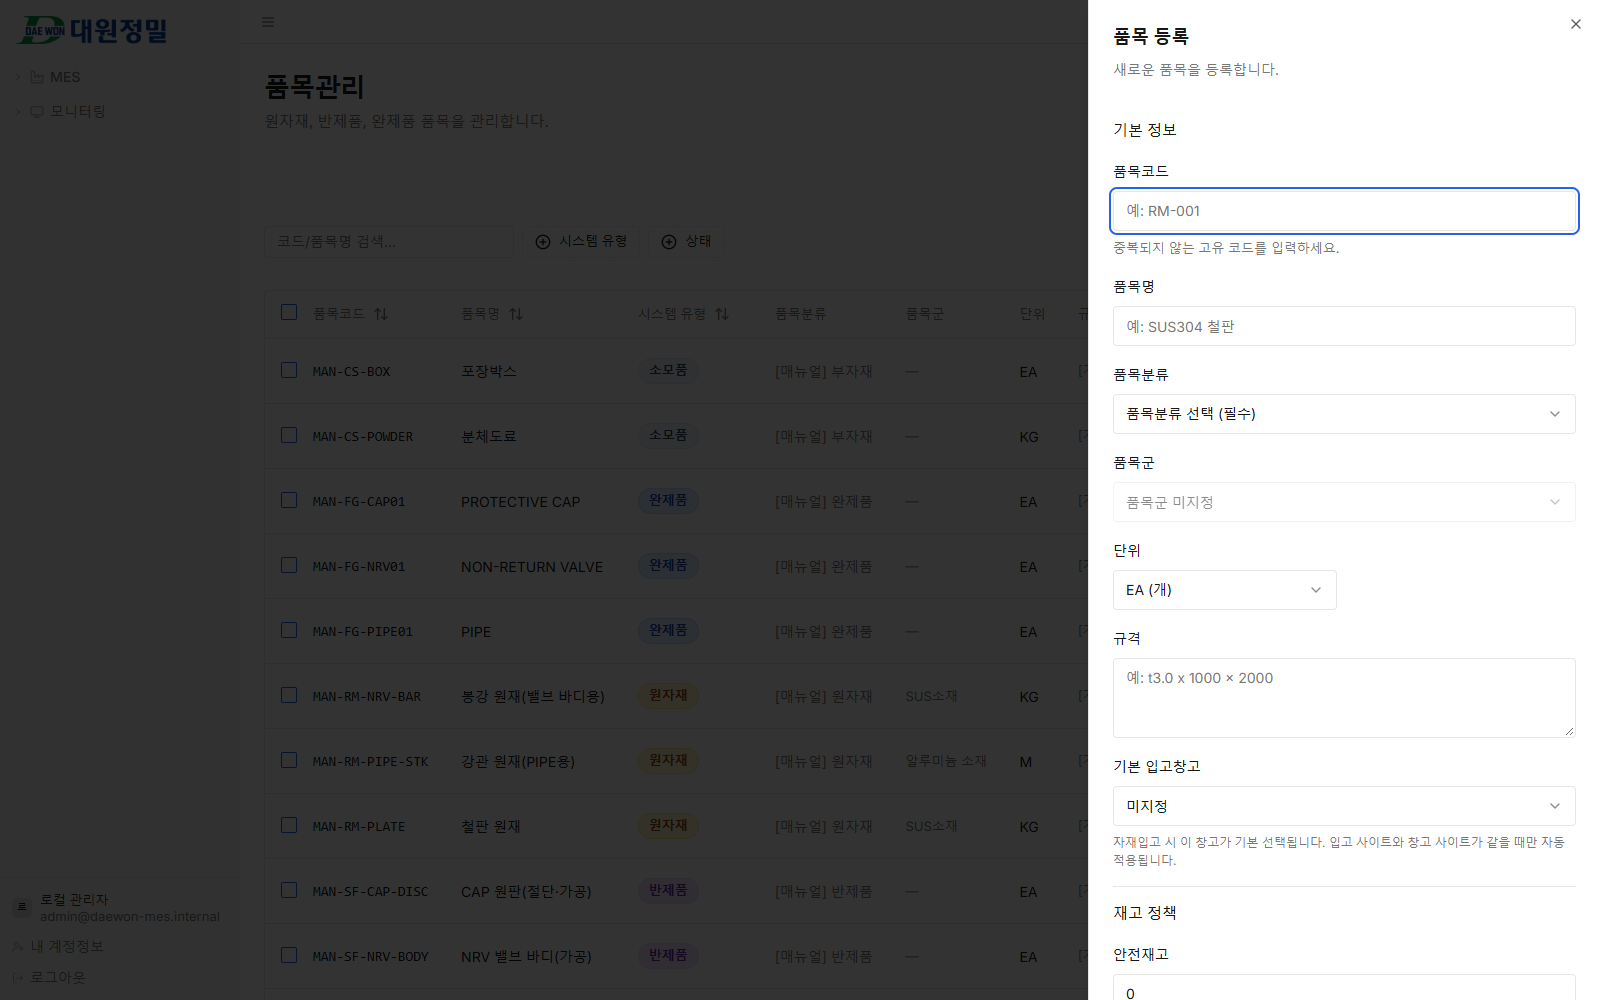 DAE WON 대원정밀
MES
모니터링
로컬 관리자
admin@daewon-mes.internal
내 계정정보
로그아웃
품목관리
원자재, 반제품, 완제품 품목을 관리합니다.
코드/품목명 검색... 시스템 유형 상태
품목코드 품목명 시스템 유형 품목분류 품목군 단위
MAN-CS-BOX 포장박스 소모품 [매뉴얼] 부자재 — EA
MAN-CS-POWDER 분체도료 소모품 [매뉴얼] 부자재 — KG
MAN-FG-CAP01 PROTECTIVE CAP 완제품 [매뉴얼] 완제품 — EA
MAN-FG-NRV01 NON-RETURN VALVE 완제품 [매뉴얼] 완제품 — EA
MAN-FG-PIPE01 PIPE 완제품 [매뉴얼] 완제품 — EA
MAN-RM-NRV-BAR 봉강 원재(밸브 바디용) 원자재 [매뉴얼] 원자재 SUS소재 KG
MAN-RM-PIPE-STK 강관 원재(PIPE용) 원자재 [매뉴얼] 원자재 알루미늄 소재 M
MAN-RM-PLATE 철판 원재 원자재 [매뉴얼] 원자재 SUS소재 KG
MAN-SF-CAP-DISC CAP 원판(절단·가공) 반제품 [매뉴얼] 반제품 — EA
MAN-SF-NRV-BODY NRV 밸브 바디(가공) 반제품 [매뉴얼] 반제품 — EA
품목 등록
새로운 품목을 등록합니다.
기본 정보
품목코드
예: RM-001
중복되지 않는 고유 코드를 입력하세요.
품목명
예: SUS304 철판
품목분류
품목분류 선택 (필수)
품목군
품목군 미지정
단위
EA (개)
규격
예: t3.0 x 1000 × 2000
기본 입고창고
미지정
자재입고 시 이 창고가 기본 선택됩니다. 입고 사이트와 창고 사이트가 같을 때만 자동
적용됩니다.
재고 정책
안전재고
0